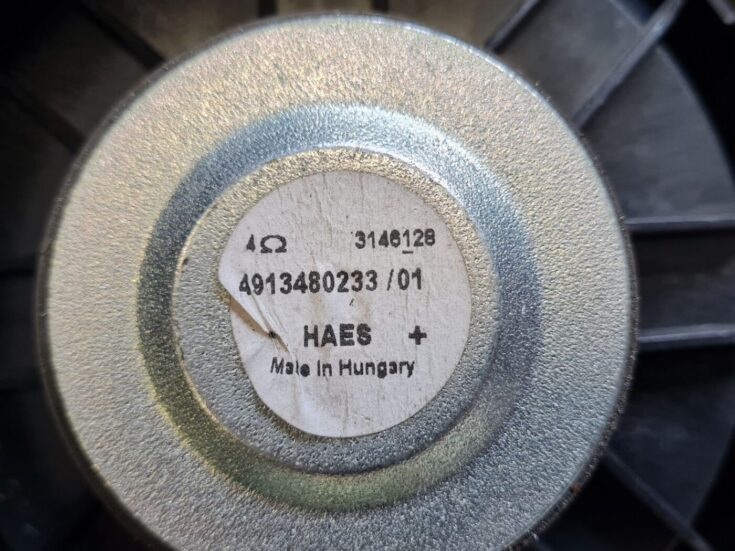 4Ω 3146128
4913480233 /01
- HAES +
Made In Hungary